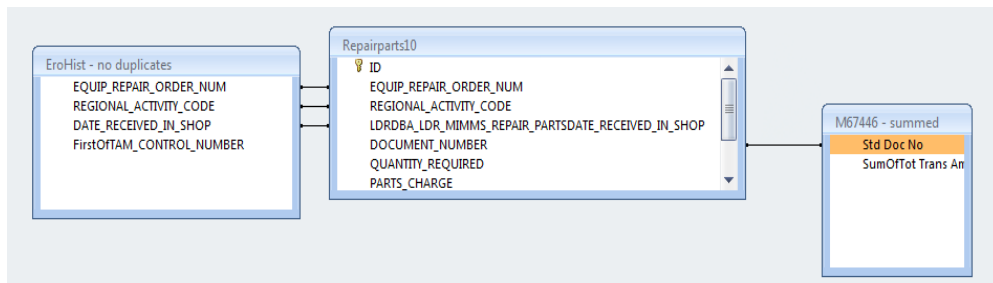 EroHist - no duplicates
EQUIP_REPAIR_ORDER_NUM
REGIONAL_ACTIVITY_CODE
DATE_RECEIVED_IN_SHOP
FirstOfTAM_CONTROL_NUMBER
Repairparts10
ID
EQUIP_REPAIR_ORDER_NUM
REGIONAL_ACTIVITY_CODE
LDRDBA_LDR_MIMMS_REPAIR_PARTSDATE_RECEIVED_IN_SHOP
DOCUMENT_NUMBER
QUANTITY_REQUIRED
PARTS_CHARGE
M67446 - summed
Std Doc No
SumOfTot Trans Am